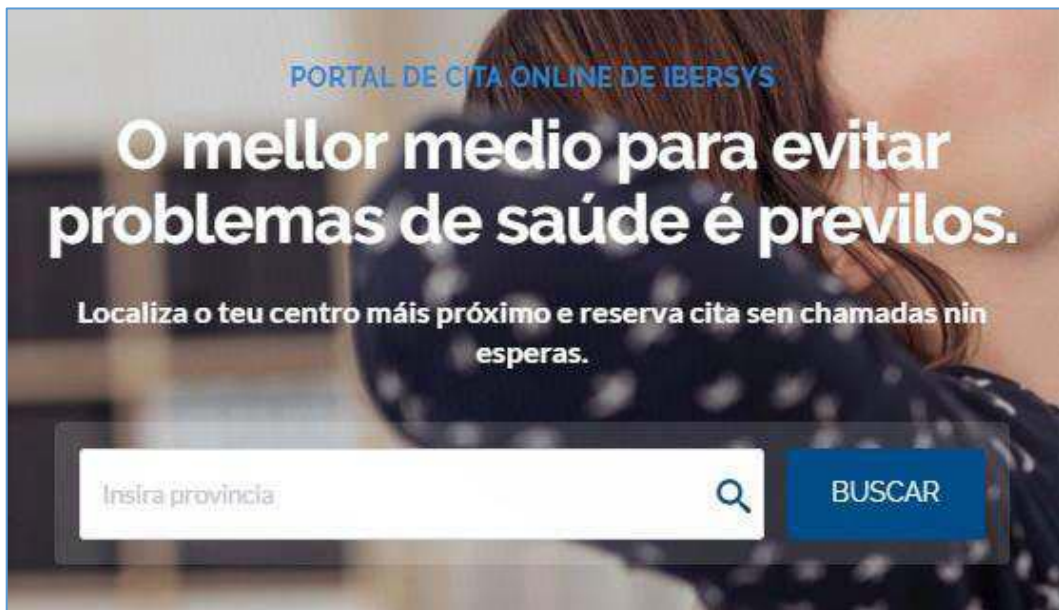 PORTAL DE CITA ONLINE DE IBERSYS
O mellor medio para evitar
problemas de saúde é previlos.
Localiza o teu centro máis próximo e reserva cita sen chamadas nin
esperas.
Insira provincia
BUSCAR